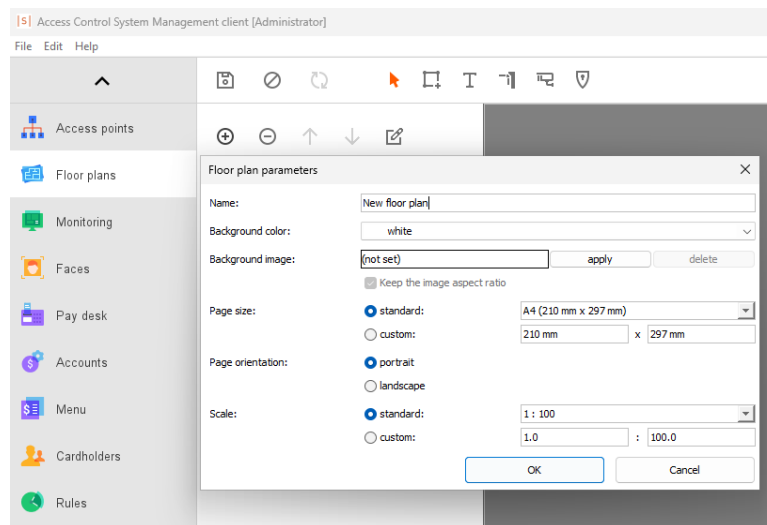 |S| Access Control System Management client [Administrator]
File Edit Help
T
Access points
Floor plans
Monitoring
Faces
Pay desk
$ Accounts
$ Menu
Cardholders
Rules
Floor plan parameters
Name: New floor plan
Background color: white
Background image: (not set) apply delete
Keep the image aspect ratio
Page size: standard: A4 (210 mm x 297 mm)
custom: 210 mm x 297 mm
Page orientation: portrait
landscape
Scale: standard: 1 : 100
custom: 1.0 : 100.0
OK Cancel